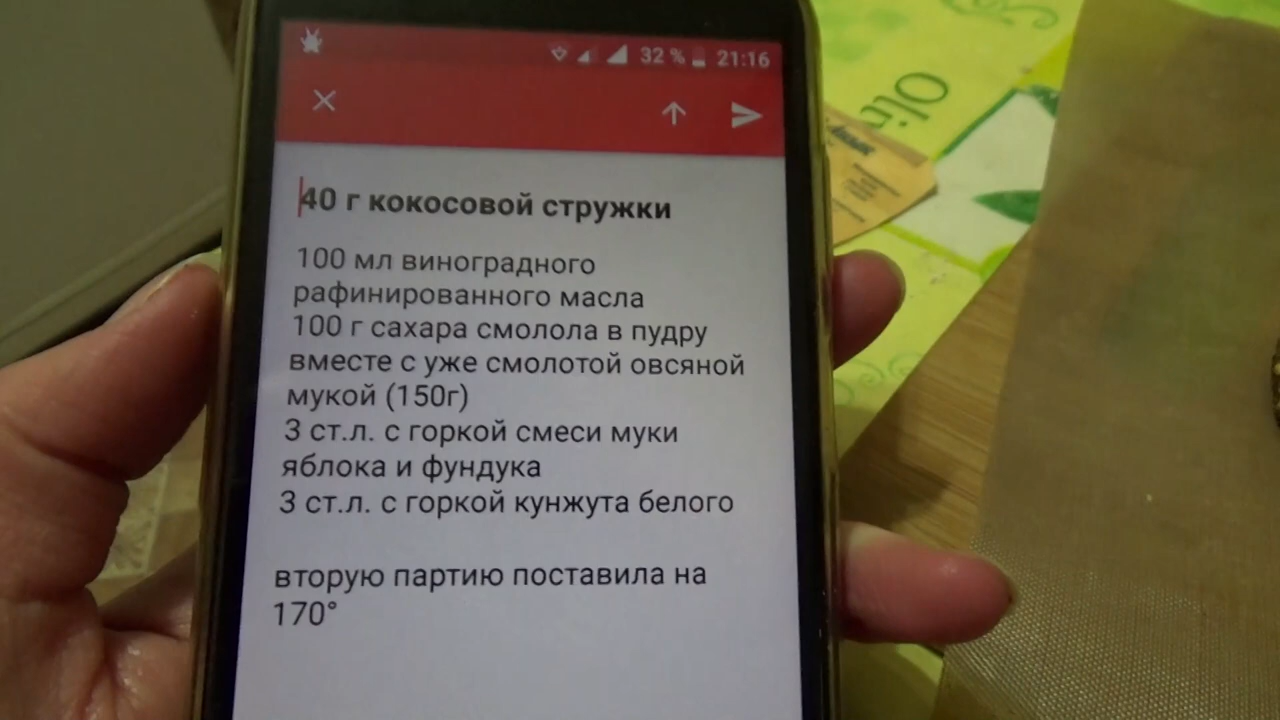 32 % 21:16
40 г кокосовой стружки
100 мл виноградного
рафинированного масла
100 г сахара смолола в пудру
вместе с уже смолотой овсяной
мукой (150г)
3 ст.л. с горкой смеси муки
яблока и фундука
3 ст.л. с горкой кунжута белого
вторую партию поставила на
170°